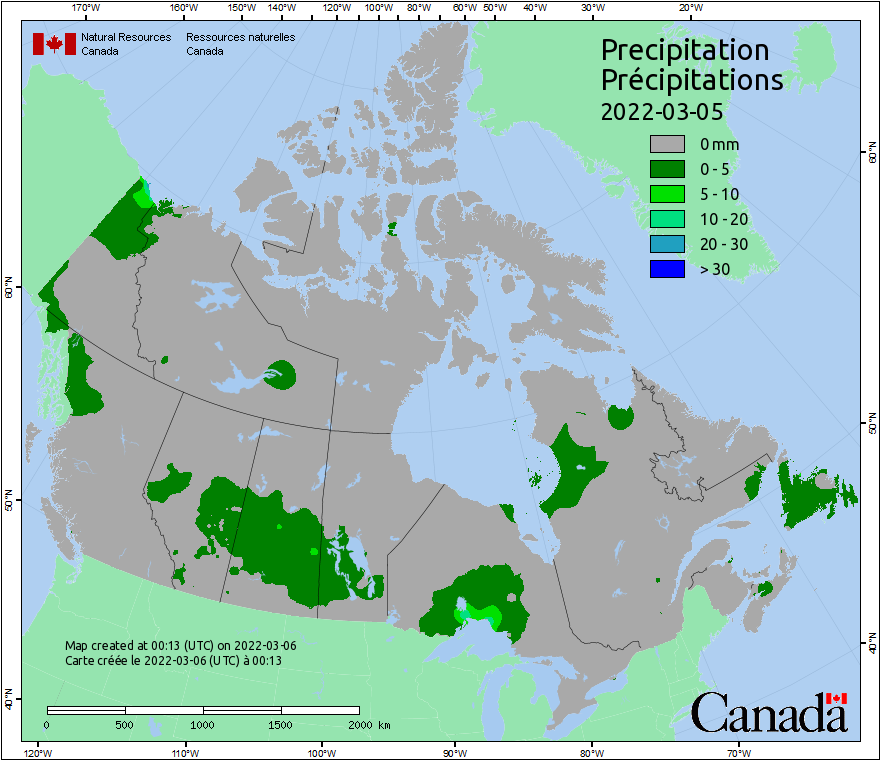 170°W 160°W 150°W 140°W 130°W 120°W 110°W 100°W 90°W 80°W 60°W 50°W 40°W 30°W 20°W
Natural Resources Ressources naturelles
Canada Canada
Precipitation
Précipitations
2022-03-05
0 mm
0 - 5
5 - 10
10 - 20
20 - 30
> 30
60°N
60°N
50°N
50°N
40°N
40°N
Map created at 00:13 (UTC) on 2022-03-06
Carte créée le 2022-03-06 (UTC) à 00:13
0 500 1000 1500 2000 km
Canada
120°W 110°W 100°W 90°W 80°W 70°W